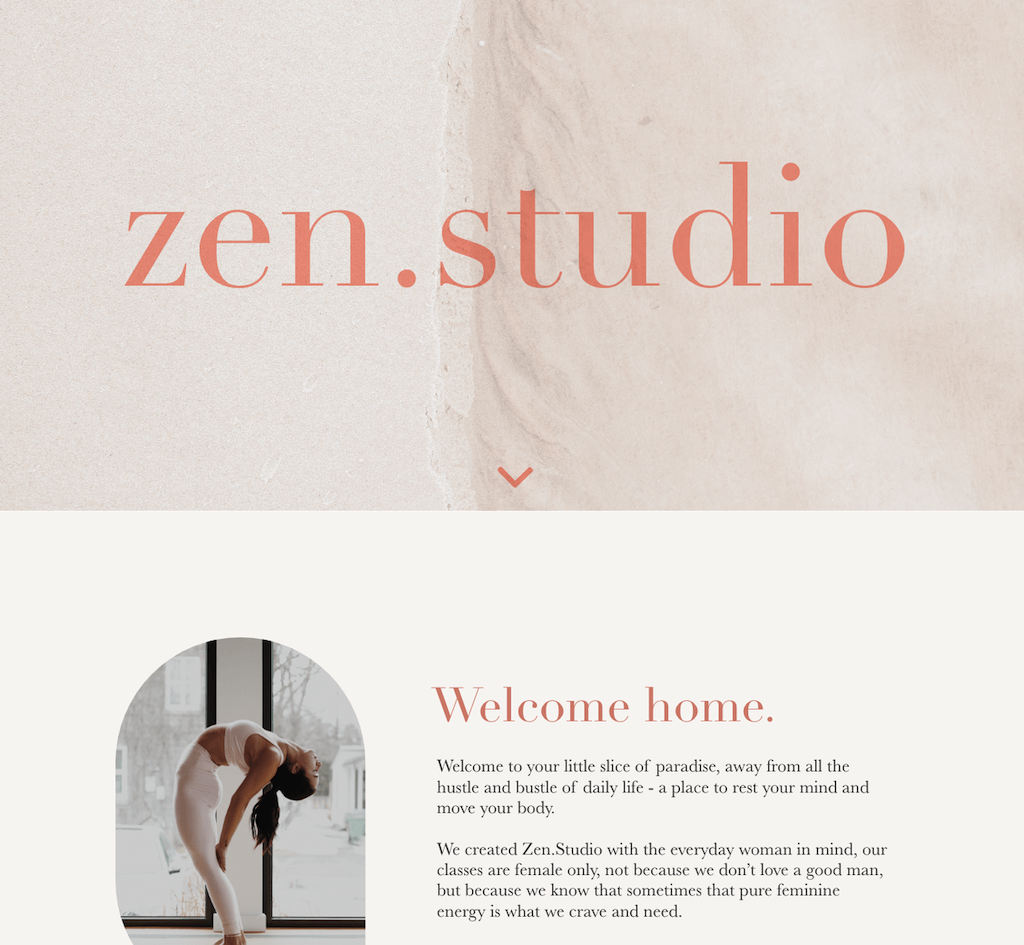 zen.studio
Welcome home.
Welcome to your little slice of paradise, away from all the
hustle and bustle of daily life - a place to rest your mind and
move your body.
We created Zen.Studio with the everyday woman in mind, our
classes are female only, not because we don’t love a good man,
but because we know that sometimes that pure feminine
energy is what we crave and need.